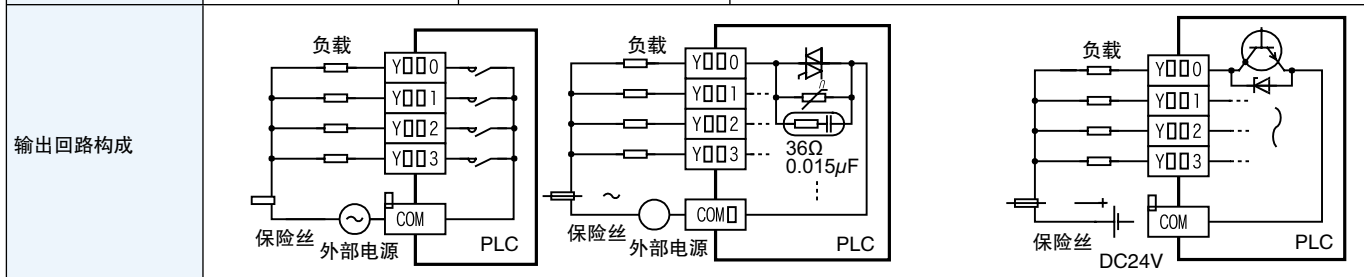 输出回路构成
负载
Y▯▯0
Y▯▯1
Y▯▯2
Y▯▯3
COM▯
保险丝
外部电源
PLC
负载
Y▯▯0
Y▯▯1
Y▯▯2
Y▯▯3
36Ω
0.015μF
COM▯
保险丝
外部电源
PLC
负载
Y▯▯0
Y▯▯1
Y▯▯2
Y▯▯3
COM▯
保险丝
DC24V
PLC